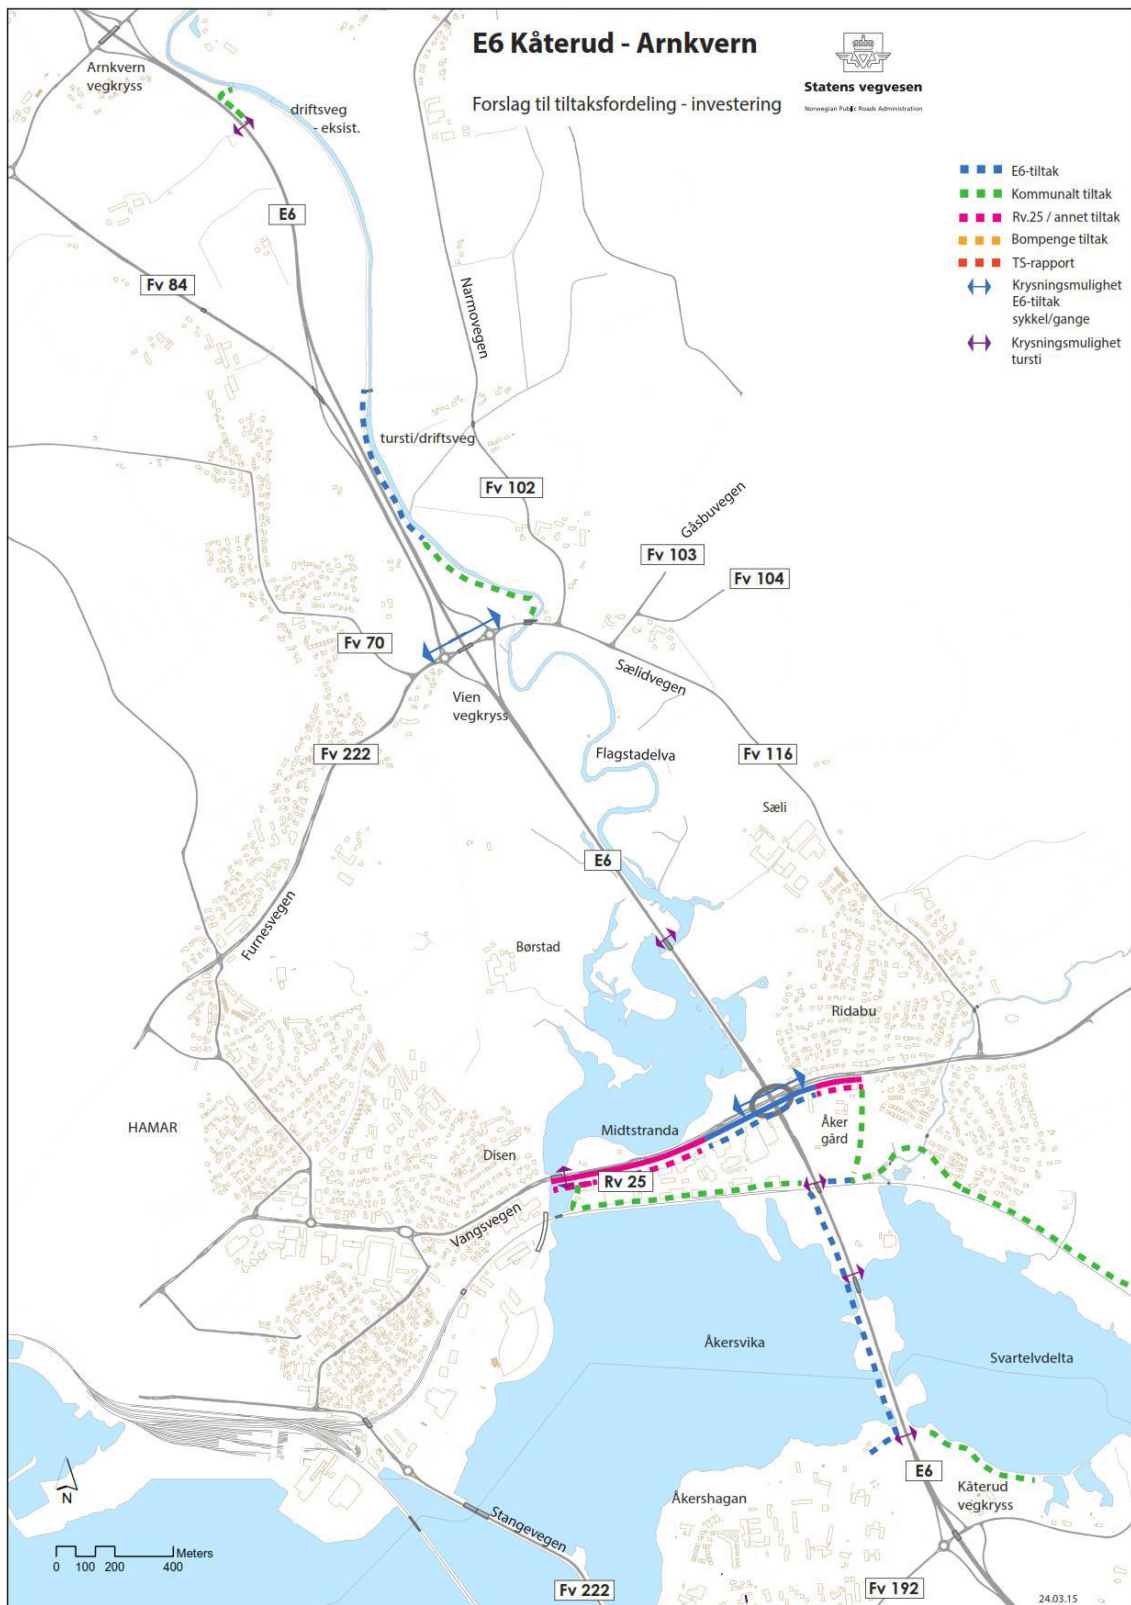 E6 Kåterud - Arnkvern
Forslag til tiltaksfordeling - investering
Statens vegvesen
Norwegian Public Roads Administration
E6-tiltak
Kommunalt tiltak
Rv.25 / annet tiltak
Bompenge tiltak
TS-rapport
Krysningsmulighet
E6-tiltak
sykkel/gange
Krysningsmulighet
tursti
Arnkvern
vegkryss
driftsveg
- eksist.
E6
Fv 84
Narmovegen
tursti/driftsveg
Fv 102
Gåsbuvegen
Fv 103
Fv 104
Fv 70
Sælidvegen
Vien
vegkryss
Fv 222
Flagstadelva
Fv 116
Sæli
E6
Furnesvegen
Børstad
Ridabu
HAMAR
Midtstranda
Åker
gård
Disen
Rv 25
Vangsvegen
Åkersvika
Svartelvdelta
E6
Kåterud
vegkryss
Åkershagan
N
Stangevegen
Meters
0 100 200 400
Fv 222
Fv 192
24.03.15